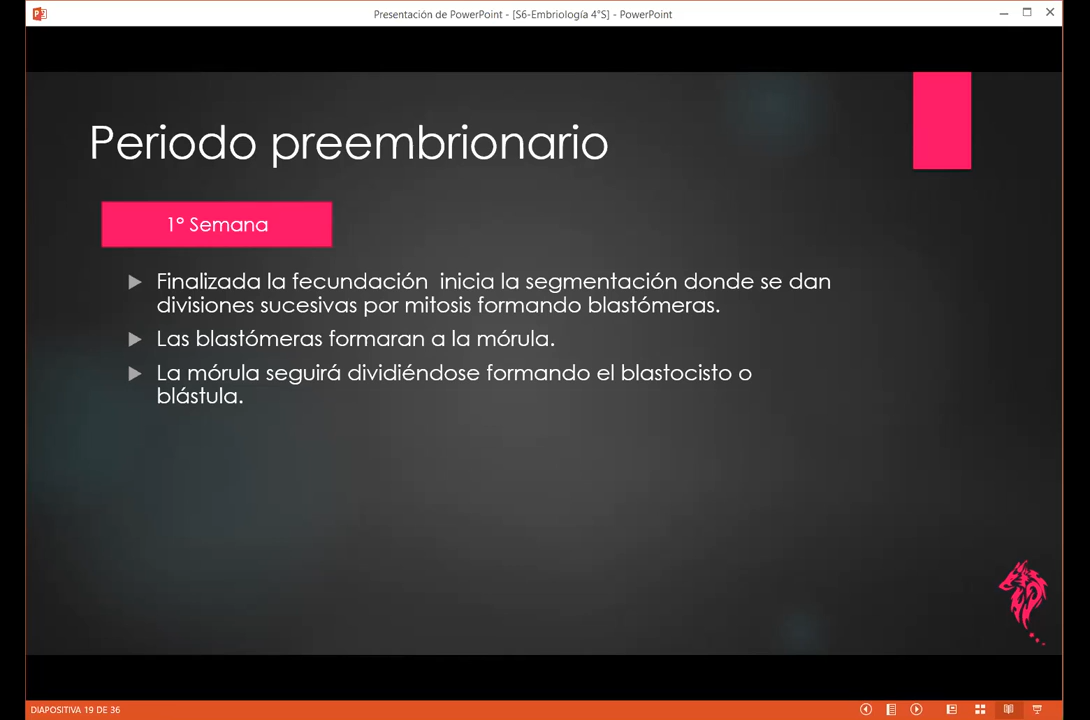 Presentación de PowerPoint - [S6-Embriología 4°S] - PowerPoint
Periodo preembrionario
1° Semana
Finalizada la fecundación  inicia la segmentación donde se dan
divisiones sucesivas por mitosis formando blastómeras.
Las blastómeras formaran a la mórula.
La mórula seguirá dividiéndose formando el blastocisto o
blástula.
DIAPOSITIVA 19 DE 36